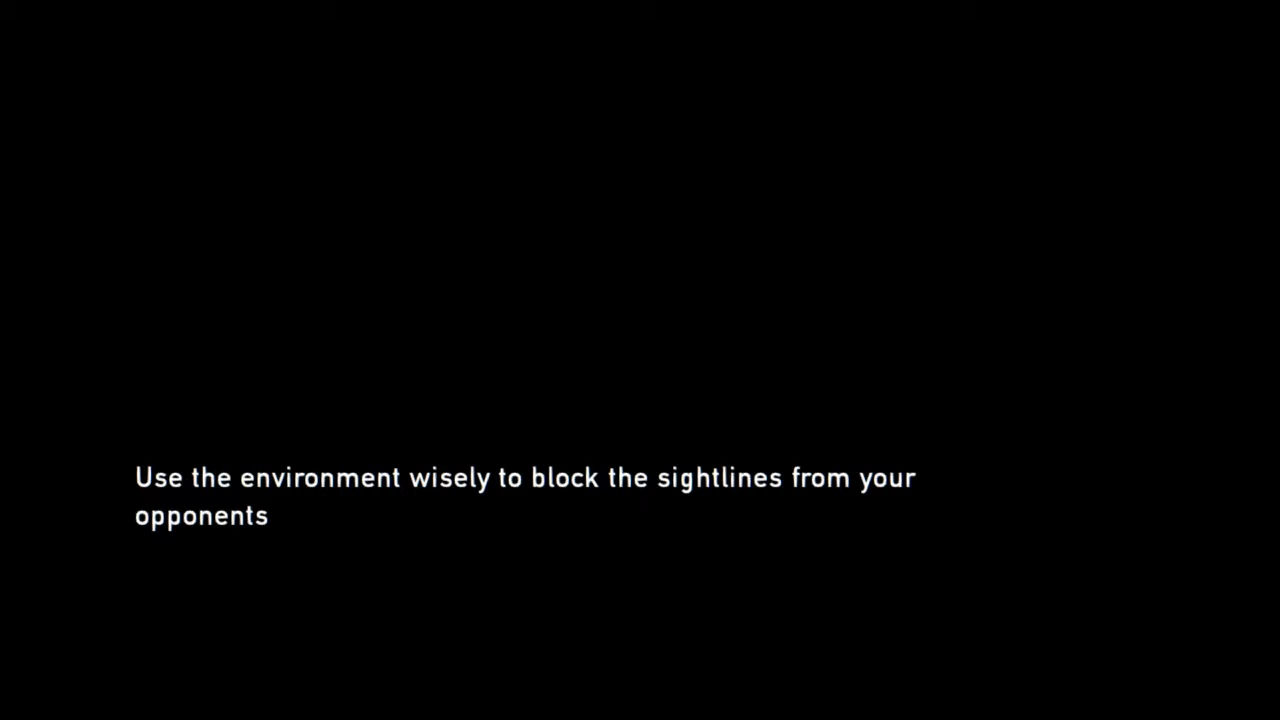 Use the environment wisely to block the sightlines from your
opponents